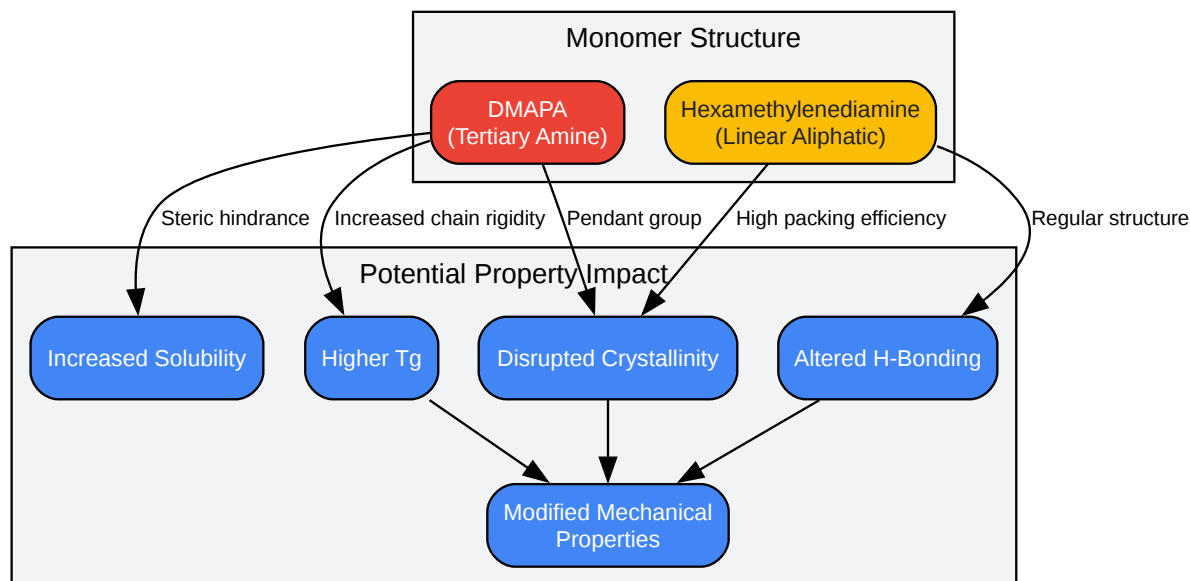 Monomer Structure
DMAPA
(Tertiary Amine)
Hexamethylenediamine
(Linear Aliphatic)
Steric hindrance
Increased chain rigidity
Pendant group
High packing efficiency
Regular structure
Potential Property Impact
Increased Solubility
Higher Tg
Disrupted Crystallinity
Altered H-Bonding
Modified Mechanical
Properties